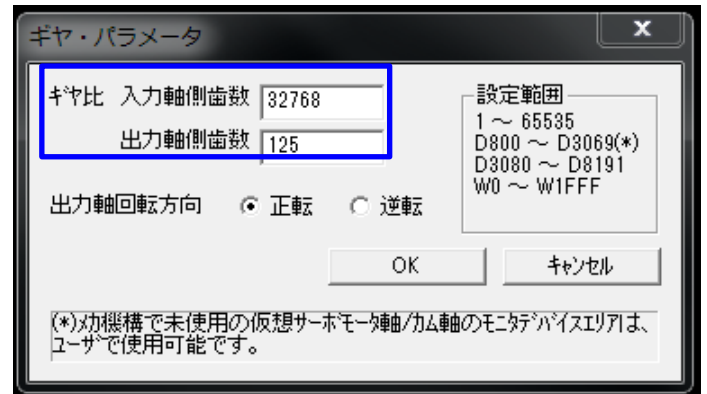 ギヤ・パラメータ
ｷﾞﾔ比 入力軸側歯数 32768
出力軸側歯数 125
出力軸回転方向 正転 逆転
設定範囲
1 ～ 65535
D800 ～ D3069(*)
D3080 ～ D8191
W0 ～ W1FFF
OK ｷｬﾝｾﾙ
(*)ﾒｶ機構で未使用の仮想ｻｰﾎﾞﾓｰﾀ軸/ｶﾑ軸のﾓﾆﾀﾃﾞﾊﾞｲｽｴﾘｱは、
ﾕｰｻﾞで使用可能です。